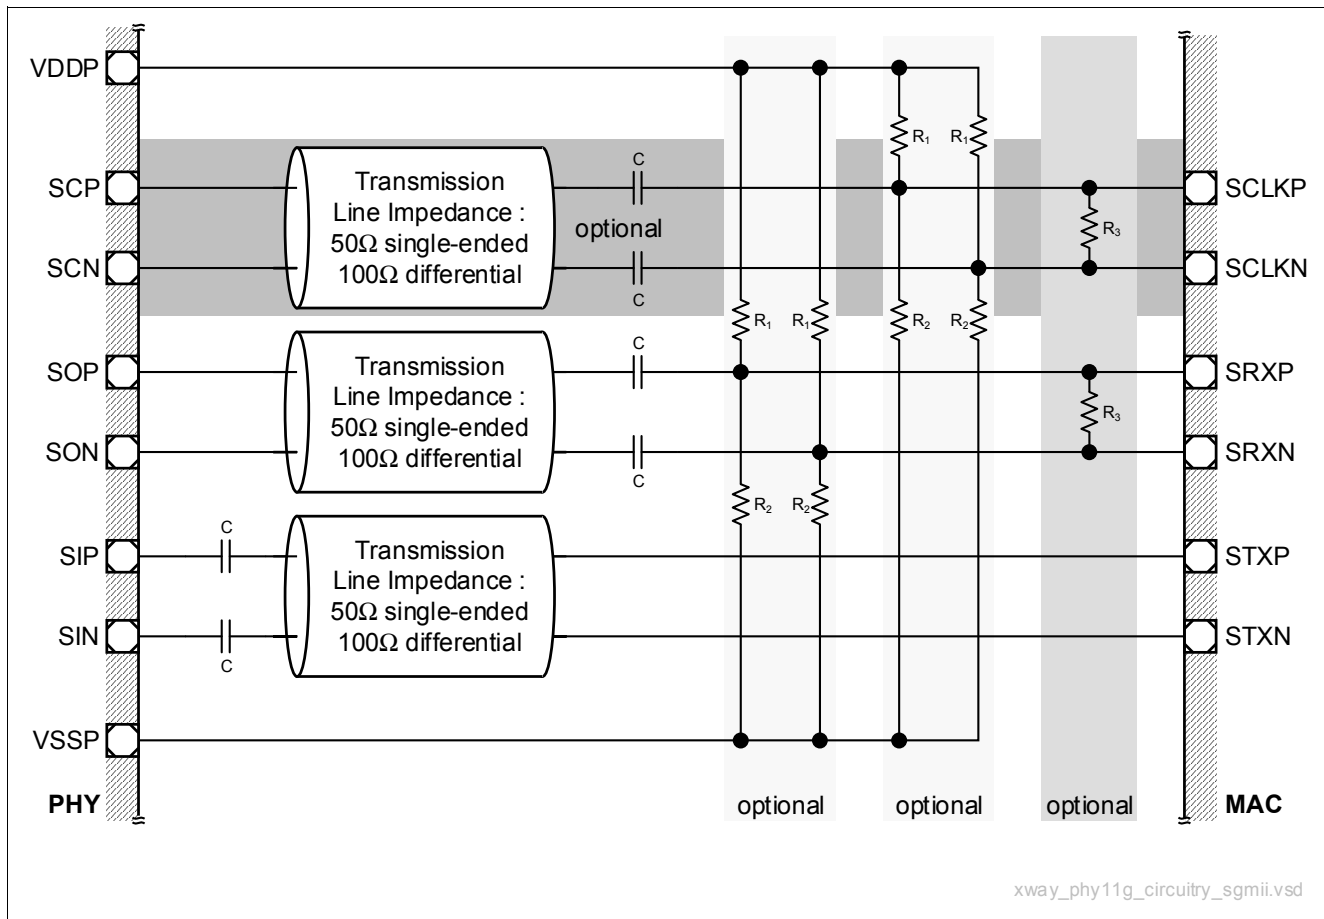 VDDP
R₁
R₁
SCP
Transmission
Line Impedance :
50Ω single-ended
100Ω differential
C
optional
C
SCLKP
R₃
SCN
SCLKN
R₁
R₁
R₂
R₂
SOP
Transmission
Line Impedance :
50Ω single-ended
100Ω differential
C
C
SRXP
R₃
SON
SRXN
R₂
R₂
SIP
C
Transmission
Line Impedance :
50Ω single-ended
100Ω differential
STXP
SIN
C
STXN
VSSP
PHY
optional
optional
optional
MAC
xway_phy11g_circuitry_sgmii.vsd